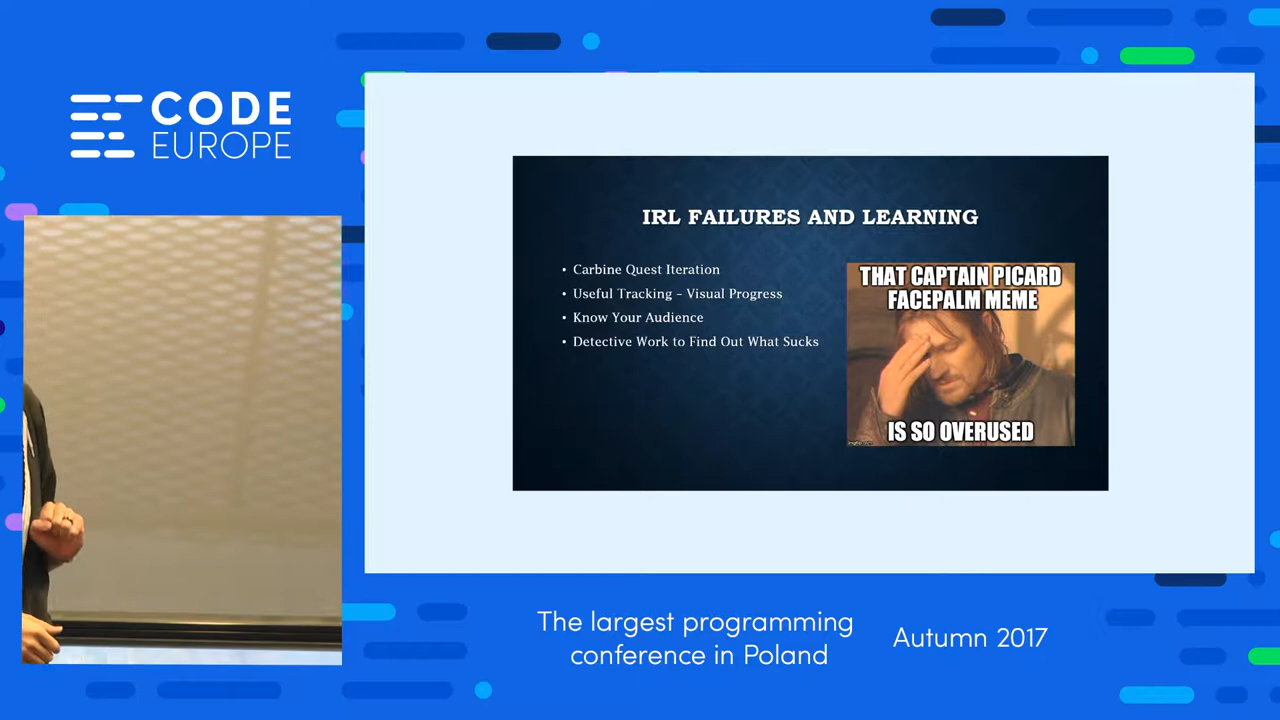 CODE
EUROPE
IRL FAILURES AND LEARNING
• Carbine Quest Iteration
• Useful Tracking – Visual Progress
• Know Your Audience
• Detective Work to Find Out What Sucks
THAT CAPTAIN PICARD
FACEPALM MEME
IS SO OVERUSED
The largest programming
conference in Poland
Autumn 2017